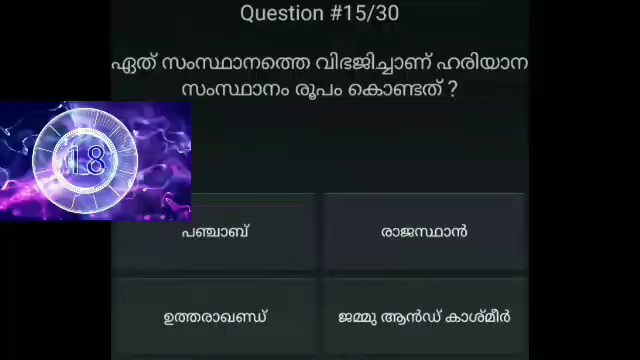 Question #15/30
ഏത് സംസ്ഥാനത്തെ വിഭജിച്ചാണ് ഹരിയാന
സംസ്ഥാനം രൂപം കൊണ്ടത് ?
18
പഞ്ചാബ്
രാജസ്ഥാൻ
ഉത്തരാഖണ്ഡ്
ജമ്മു ആൻഡ് കാശ്മീർ